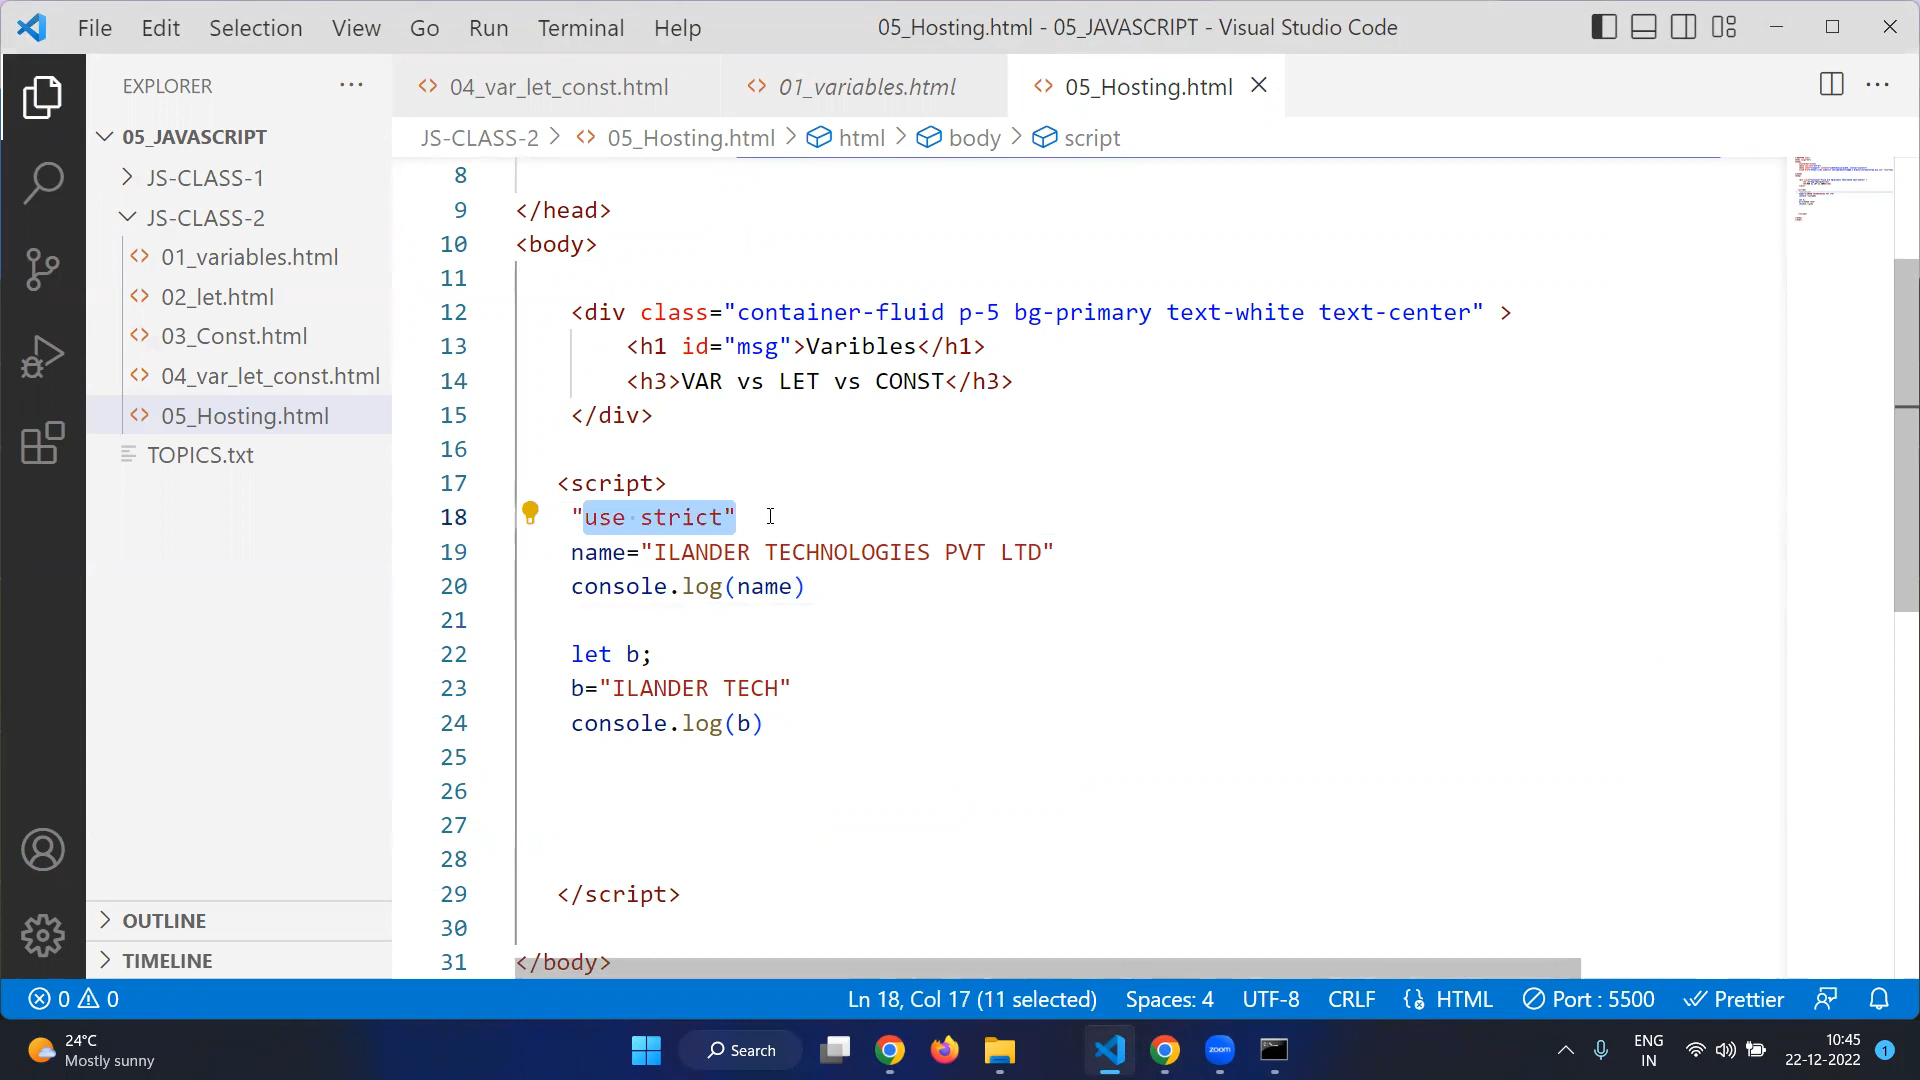 File Edit Selection View Go Run Terminal Help 05_Hosting.html - 05_JAVASCRIPT - Visual Studio Code
EXPLORER ··· 04_var_let_const.html 01_variables.html 05_Hosting.html
JS-CLASS-2 > 05_Hosting.html > html > body > script
05_JAVASCRIPT
JS-CLASS-1
JS-CLASS-2
01_variables.html
02_let.html
03_Const.html
04_var_let_const.html
05_Hosting.html
TOPICS.txt
OUTLINE
TIMELINE
8
9 </head>
10 <body>
11
12 <div class="container-fluid p-5 bg-primary text-white text-center" >
13 <h1 id="msg">Varibles</h1>
14 <h3>VAR vs LET vs CONST</h3>
15 </div>
16
17 <script>
18 "use strict"
19 name="ILANDER TECHNOLOGIES PVT LTD"
20 console.log(name)
21
22 let b;
23 b="ILANDER TECH"
24 console.log(b)
25
26
27
28
29 </script>
30
31 </body>
0 0 Ln 18, Col 17 (11 selected) Spaces: 4 UTF-8 CRLF HTML Port : 5500 Prettier
24°C
Mostly sunny
Search
zoom
ENG
IN
10:45
22-12-2022
1